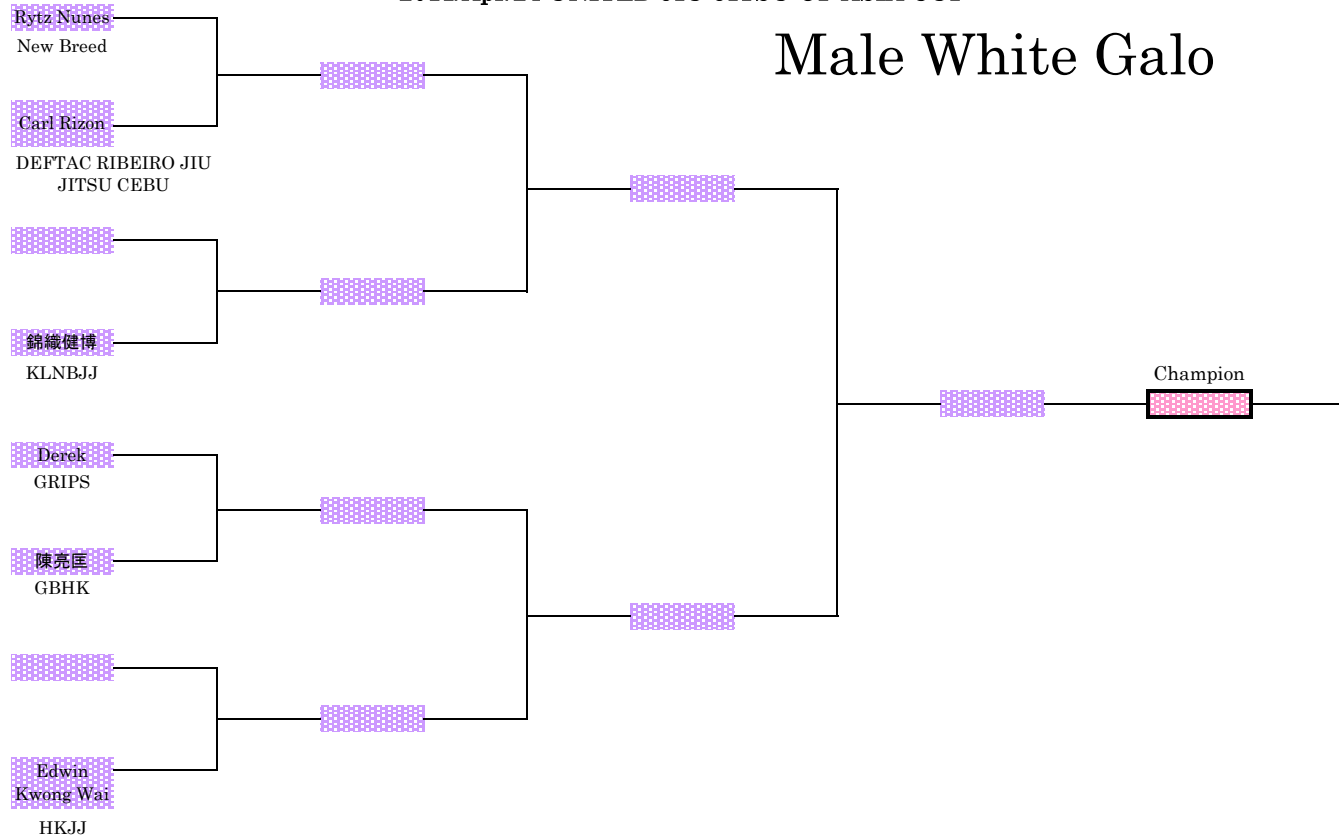 Male White Galo
Rytz Nunes
New Breed
Carl Rizon
DEFTAC RIBEIRO JIU
JITSU CEBU
錦織健博
KLNBJJ
Champion
Derek
GRIPS
陳亮匡
GBHK
Edwin
Kwong Wai
HKJJ